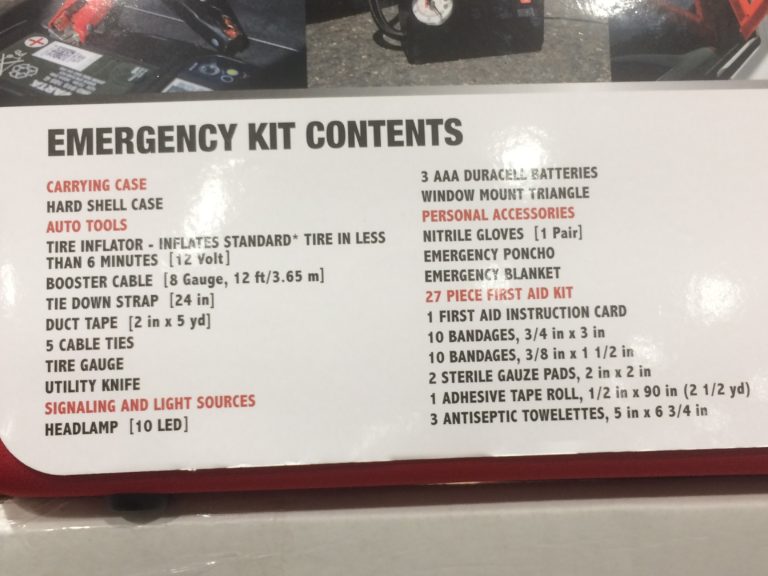 VARTA
EMERGENCY KIT CONTENTS
CARRYING CASE
HARD SHELL CASE
AUTO TOOLS
TIRE INFLATOR - INFLATES STANDARD* TIRE IN LESS
THAN 6 MINUTES [12 Volt]
BOOSTER CABLE [8 Gauge, 12 ft/3.65 m]
TIE DOWN STRAP [24 in]
DUCT TAPE [2 in x 5 yd]
5 CABLE TIES
TIRE GAUGE
UTILITY KNIFE
SIGNALING AND LIGHT SOURCES
HEADLAMP [10 LED]
3 AAA DURACELL BATTERIES
WINDOW MOUNT TRIANGLE
PERSONAL ACCESSORIES
NITRILE GLOVES [1 Pair]
EMERGENCY PONCHO
EMERGENCY BLANKET
27 PIECE FIRST AID KIT
1 FIRST AID INSTRUCTION CARD
10 BANDAGES, 3/4 in x 3 in
10 BANDAGES, 3/8 in x 1 1/2 in
2 STERILE GAUZE PADS, 2 in x 2 in
1 ADHESIVE TAPE ROLL, 1/2 in x 90 in (2 1/2 yd)
3 ANTISEPTIC TOWELETTES, 5 in x 6 3/4 in